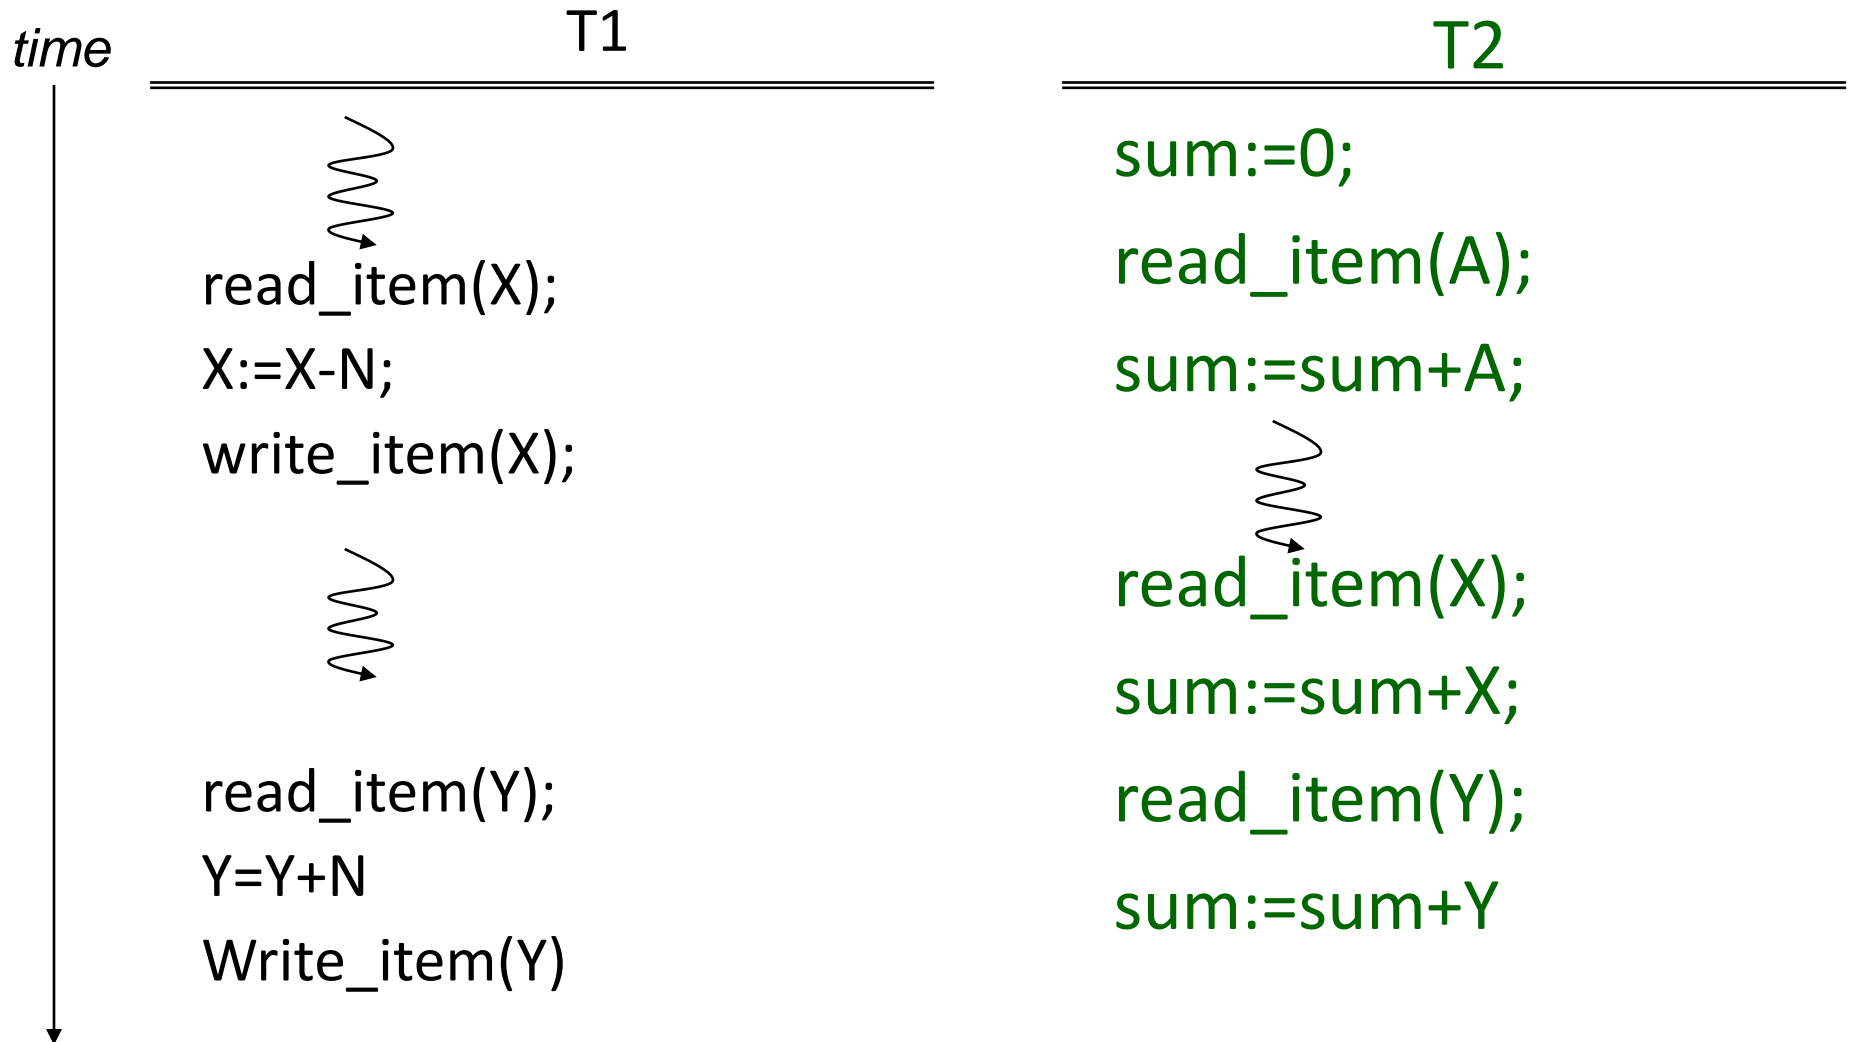 time
T1
read_item(X);
X:=X-N;
write_item(X);
read_item(Y);
Y=Y+N
Write_item(Y)
T2
sum:=0;
read_item(A);
sum:=sum+A;
read_item(X);
sum:=sum+X;
read_item(Y);
sum:=sum+Y